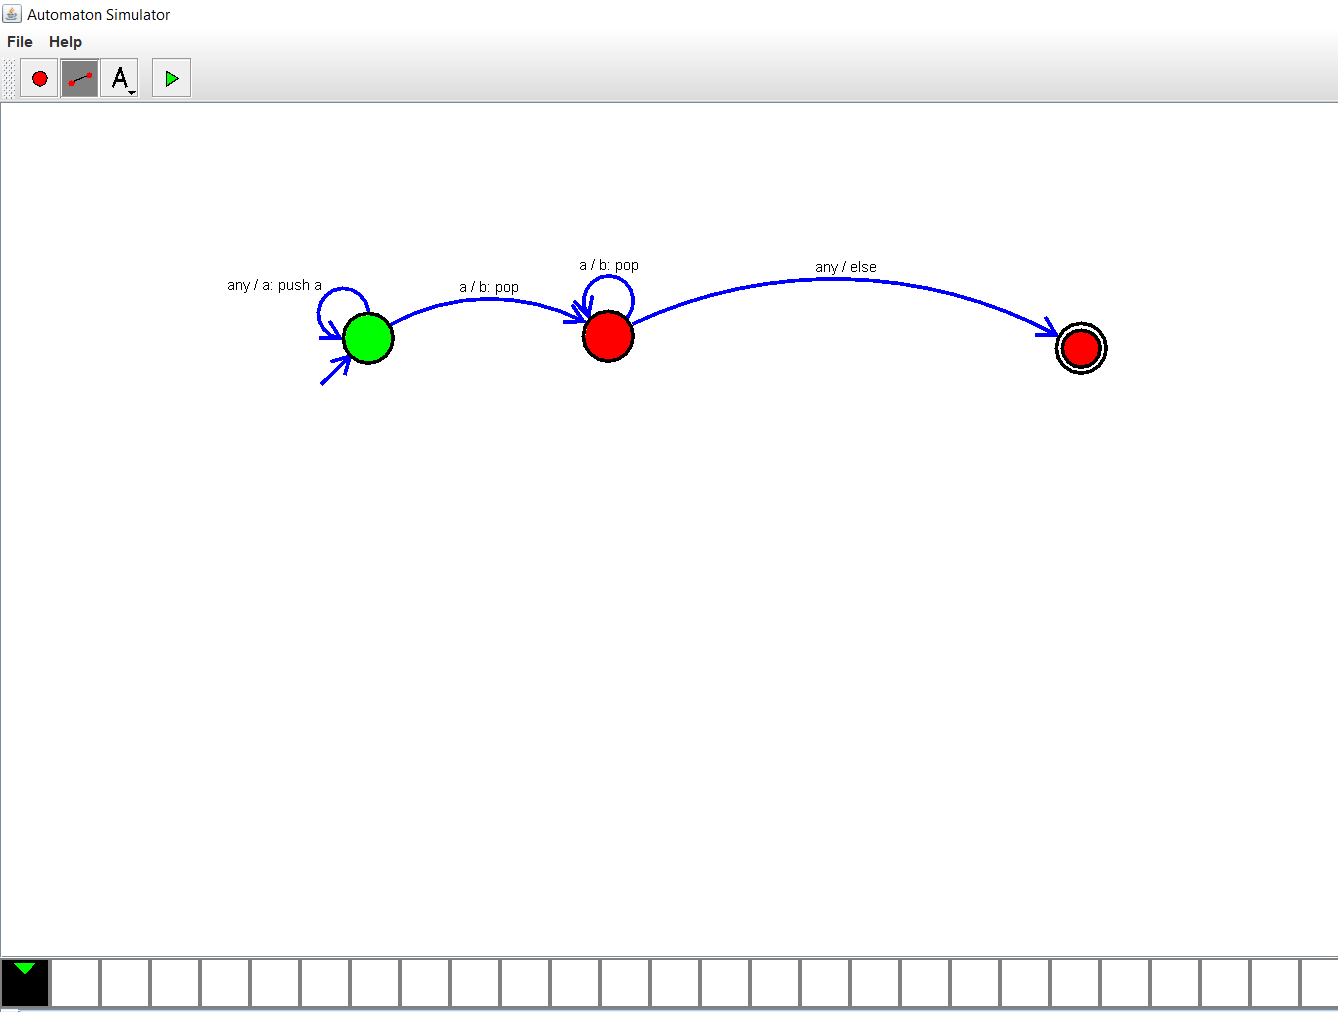 Automaton Simulator
File Help
A
a / b: pop
any / else
any / a: push a
a / b: pop